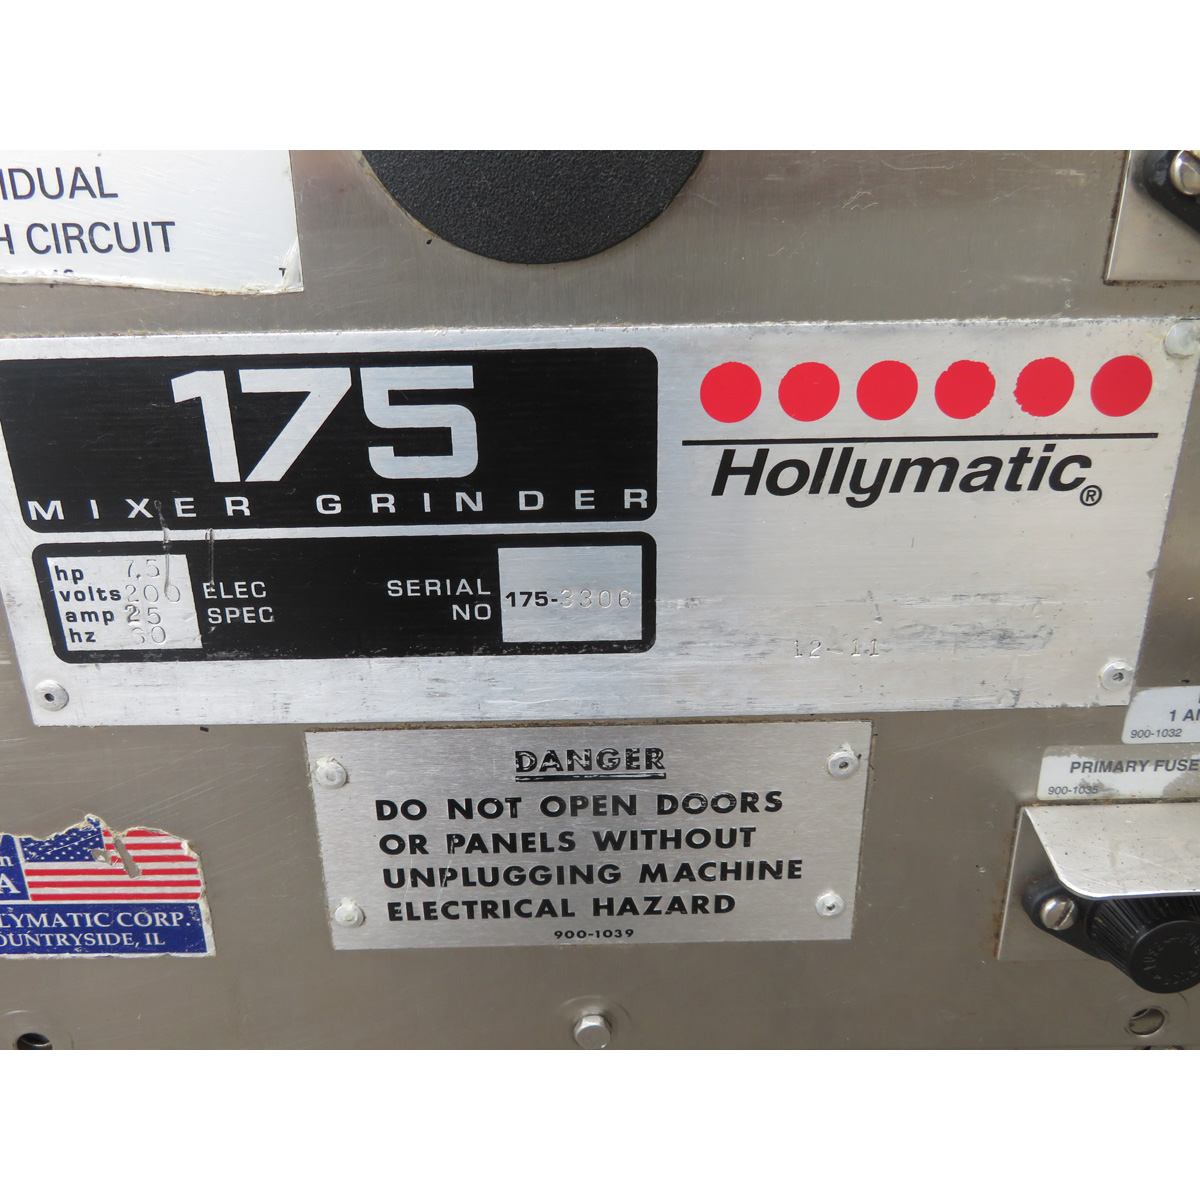 IDUAL
H CIRCUIT
175
MIXER GRINDER
Hollymatic®
hp 7.5
volts 200
amp 25
hz 60
ELEC
SPEC
SERIAL
NO
175-3306
12-11
1 A
900-1032
PRIMARY FUSE
900-1035
DANGER
DO NOT OPEN DOORS
OR PANELS WITHOUT
UNPLUGGING MACHINE
ELECTRICAL HAZARD
900-1039
A
LYMATIC CORP.
OUNTRYSIDE, IL